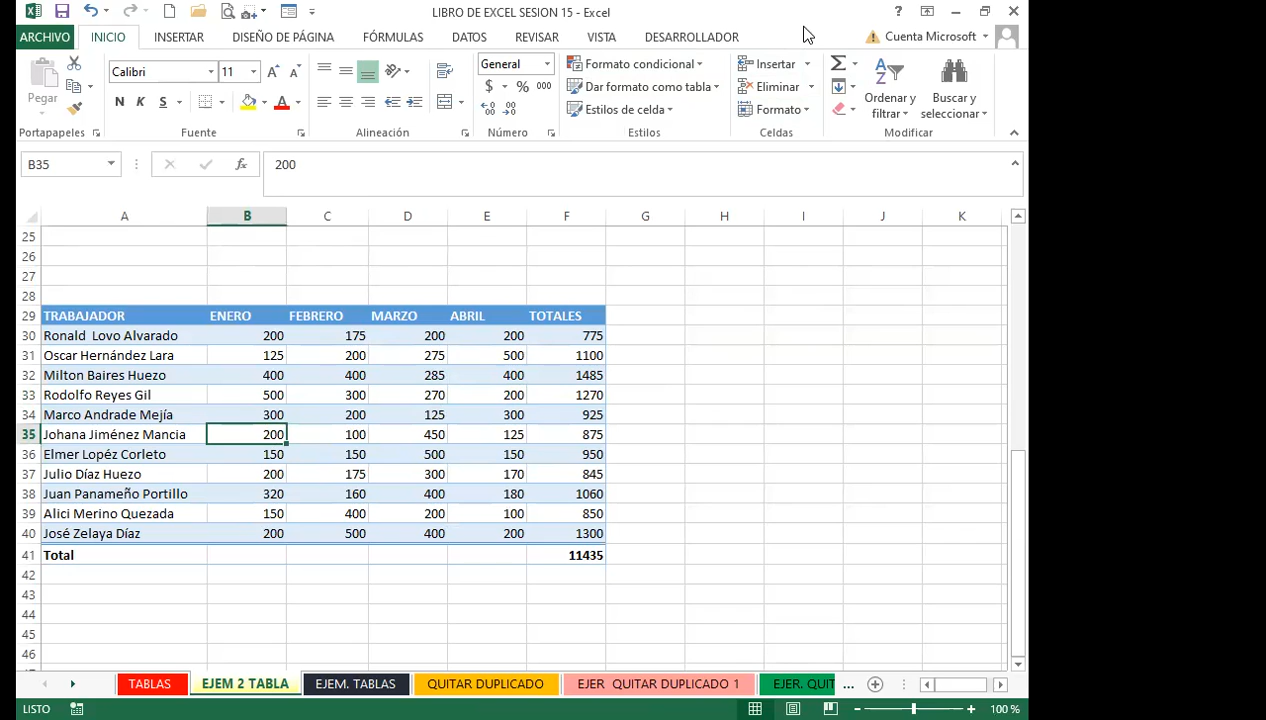 LIBRO DE EXCEL SESION 15 - Excel
?
ARCHIVO INICIO INSERTAR DISEÑO DE PÁGINA FÓRMULAS DATOS REVISAR VISTA DESARROLLADOR Cuenta Microsoft
Pegar Calibri 11 A A General Formato condicional Insertar Σ
N K S A $ % 000 Dar formato como tabla Eliminar Ordenar y filtrar Buscar y seleccionar
Estilos de celda Formato
Portapapeles Fuente Alineación Número Estilos Celdas Modificar
B35 fx 200
A B C D E F G H I J K
25
26
27
28
29 TRABAJADOR ENERO FEBRERO MARZO ABRIL TOTALES
30 Ronald  Lovo Alvarado 200 175 200 200 775
31 Oscar Hernández Lara 125 200 275 500 1100
32 Milton Baires Huezo 400 400 285 400 1485
33 Rodolfo Reyes Gil 500 300 270 200 1270
34 Marco Andrade Mejía 300 200 125 300 925
35 Johana Jiménez Mancia 200 100 450 125 875
36 Elmer Lopéz Corleto 150 150 500 150 950
37 Julio Díaz Huezo 200 175 300 170 845
38 Juan Panameño Portillo 320 160 400 180 1060
39 Alici Merino Quezada 150 400 200 100 850
40 José Zelaya Díaz 200 500 400 200 1300
41 Total 11435
42
43
44
45
46
TABLAS EJEM 2 TABLA EJEM. TABLAS QUITAR DUPLICADO EJER QUITAR DUPLICADO 1 EJER. QUIT ...
LISTO 100 %